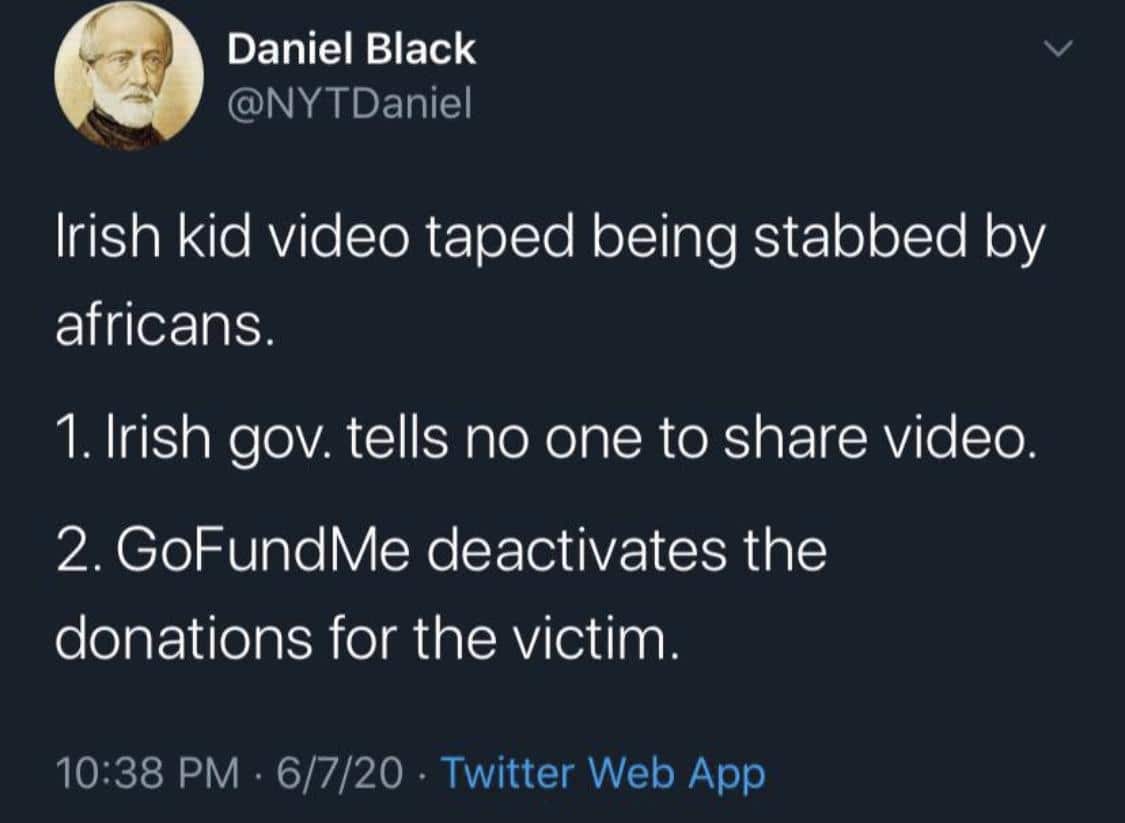 Daniel Black
@NYTDaniel
Irish kid video taped being stabbed by
africans.
1. Irish gov. tells no one to share video.
2. GoFundMe deactivates the
donations for the victim.
10:38 PM · 6/7/20 · Twitter Web App